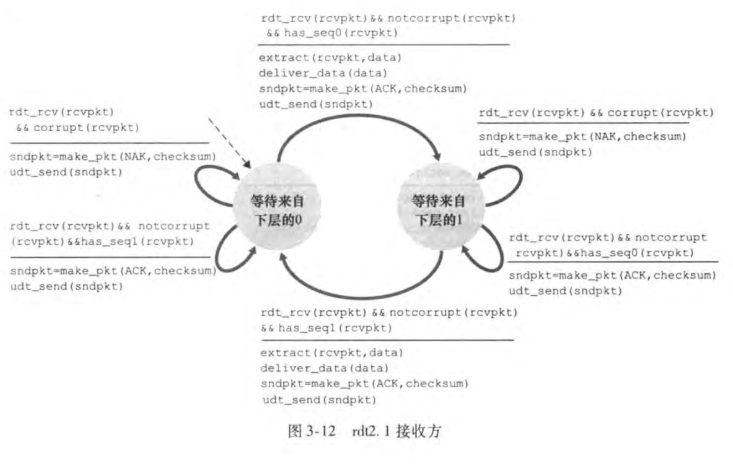 rdt_rcv(rcvpkt)&& notcorrupt(rcvpkt)
&& has_seq0(rcvpkt)
extract(rcvpkt,data)
deliver_data(data)
sndpkt=make_pkt(ACK,checksum)
udt_send(sndpkt)
rdt_rcv(rcvpkt)
&& corrupt(rcvpkt)
sndpkt=make_pkt(NAK,checksum)
udt_send(sndpkt)
rdt_rcv(rcvpkt) && corrupt(rcvpkt)
sndpkt=make_pkt(NAK,checksum)
udt_send(sndpkt)
等待来自
下层的0
等待来自
下层的1
rdt_rcv(rcvpkt)&& notcorrupt
(rcvpkt)&&has_seq1(rcvpkt)
sndpkt=make_pkt(ACK,checksum)
udt_send(sndpkt)
rdt_rcv(rcvpkt)&& notcorrupt
rcvpkt)&&has_seq0(rcvpkt)
sndpkt=make_pkt(ACK,checksum)
udt_send(sndpkt)
rdt_rcv(rcvpkt) && notcorrupt(rcvpkt)
&& has_seq1(rcvpkt)
extract(rcvpkt,data)
deliver_data(data)
sndpkt=make_pkt(ACK,checksum)
udt_send(sndpkt)
图 3-12 rdt2.1 接收方